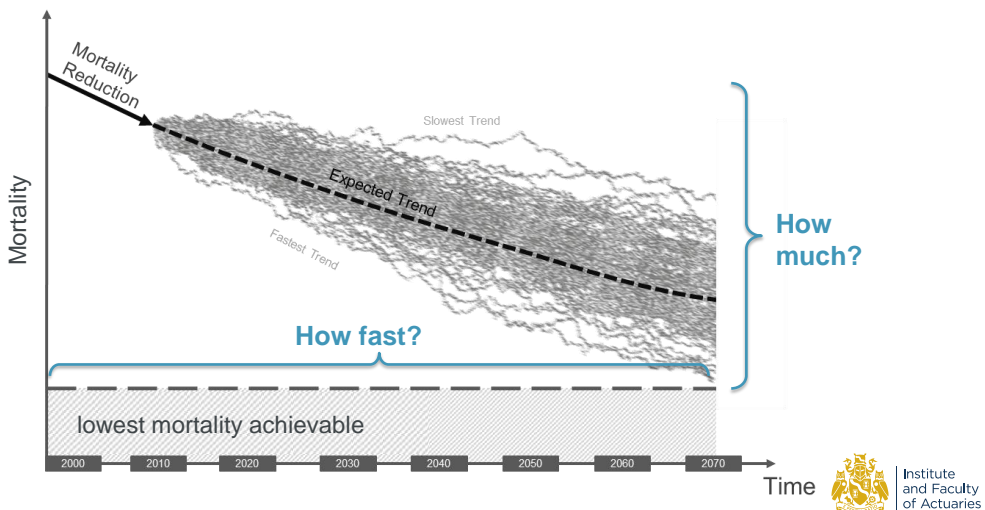 Mortality
Reduction
Slowest Trend
Expected Trend
Fastest Trend
Mortality
How
much?
How fast?
lowest mortality achievable
2000
2010
2020
2030
2040
2050
2060
2070
Time
Institute
and Faculty
of Actuaries